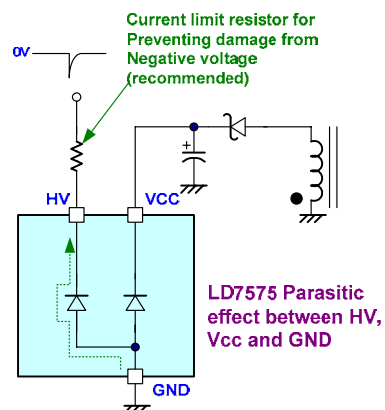 Current limit resistor for
Preventing damage from
Negative voltage
(recommended)
0V
HV
VCC
LD7575 Parasitic
effect between HV,
Vcc and GND
GND
+